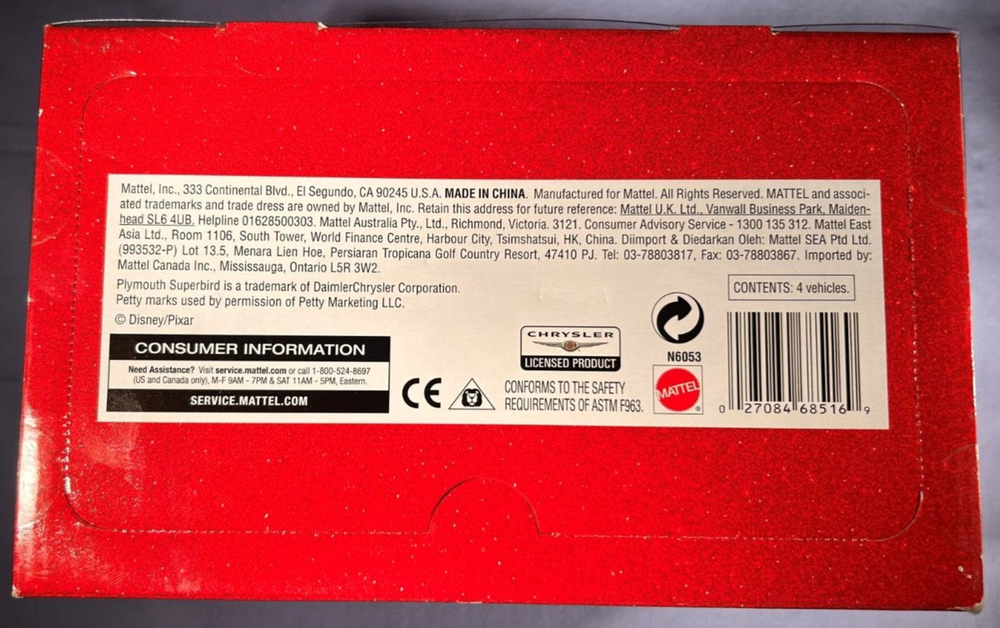 Mattel, Inc., 333 Continental Blvd., El Segundo, CA 90245 U.S.A. MADE IN CHINA. Manufactured for Mattel. All Rights Reserved. MATTEL and associ-
ated trademarks and trade dress are owned by Mattel, Inc. Retain this address for future reference: Mattel U.K. Ltd., Vanwall Business Park, Maiden-
head SL6 4UB. Helpline 01628500303. Mattel Australia Pty., Ltd., Richmond, Victoria. 3121. Consumer Advisory Service - 1300 135 312. Mattel East
Asia Ltd., Room 1106, South Tower, World Finance Centre, Harbour City, Tsimshatsui, HK, China. Diimport & Diedarkan Oleh: Mattel SEA Ptd Ltd.
(993532-P) Lot 13.5, Menara Lien Hoe, Persiaran Tropicana Golf Country Resort, 47410 PJ. Tel: 03-78803817, Fax: 03-78803867. Imported by:
Mattel Canada Inc., Mississauga, Ontario L5R 3W2.
Plymouth Superbird is a trademark of DaimlerChrysler Corporation.
Petty marks used by permission of Petty Marketing LLC.
© Disney/Pixar
CONTENTS: 4 vehicles.
CONSUMER INFORMATION
Need Assistance? Visit service.mattel.com or call 1-800-524-8697
(US and Canada only), M-F 9AM - 7PM & SAT 11AM - 5PM, Eastern.
SERVICE.MATTEL.COM
CE
CHRYSLER
LICENSED PRODUCT
CONFORMS TO THE SAFETY
REQUIREMENTS OF ASTM F963.
N6053
MATTEL
®
0 27084 68516 9